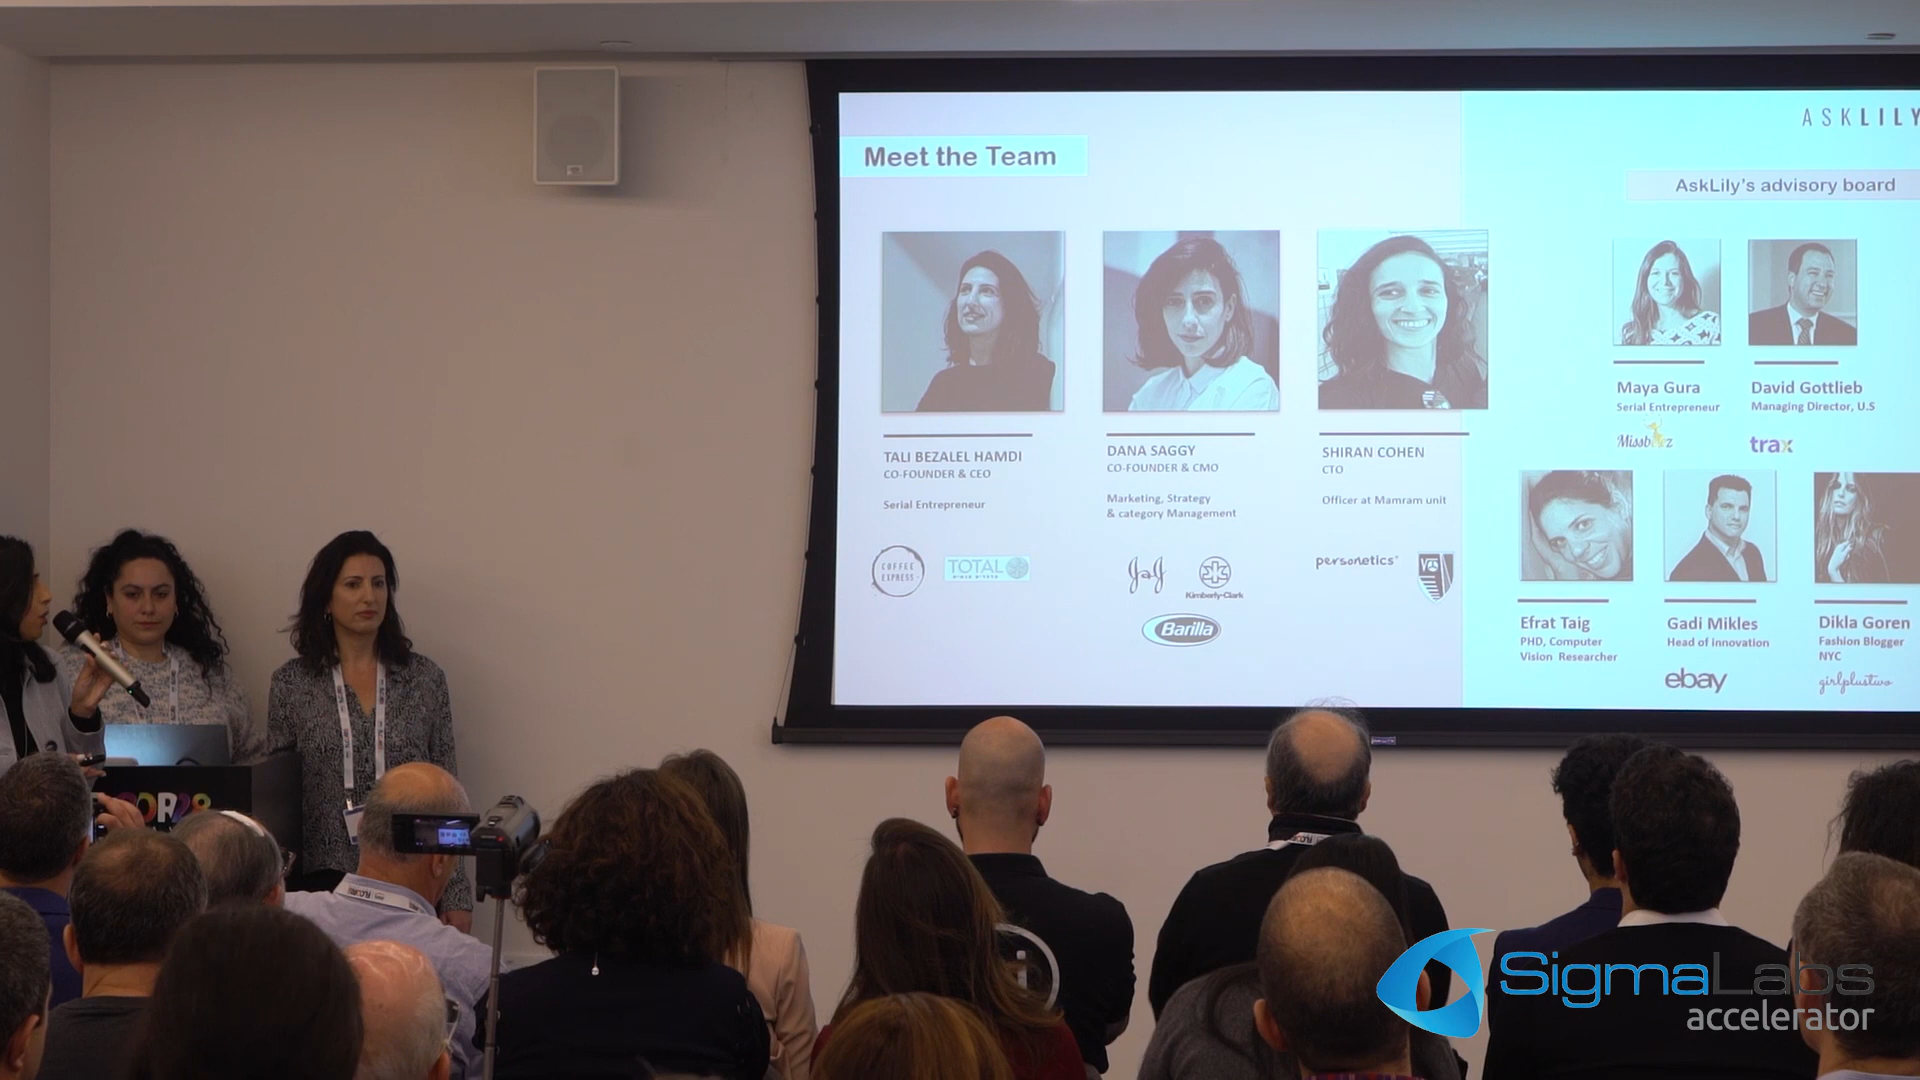 ASKLILY
Meet the Team
AskLily's advisory board
TALI BEZALEL HAMDI
CO-FOUNDER & CEO
Serial Entrepreneur
COFFEE
EXPRESS
TOTAL
DANA SAGGY
CO-FOUNDER & CMO
Marketing, Strategy
& category Management
J&J
Kimberly-Clark
Barilla
SHIRAN COHEN
CTO
Officer at Mamram unit
personetics
Maya Gura
Serial Entrepreneur
David Gottlieb
Managing Director, U.S
trax
Efrat Taig
PHD, Computer
Vision Researcher
Gadi Mikles
Head of innovation
ebay
Dikla Goren
Fashion Blogger
NYC
girlplustwo
SigmaLabs
accelerator